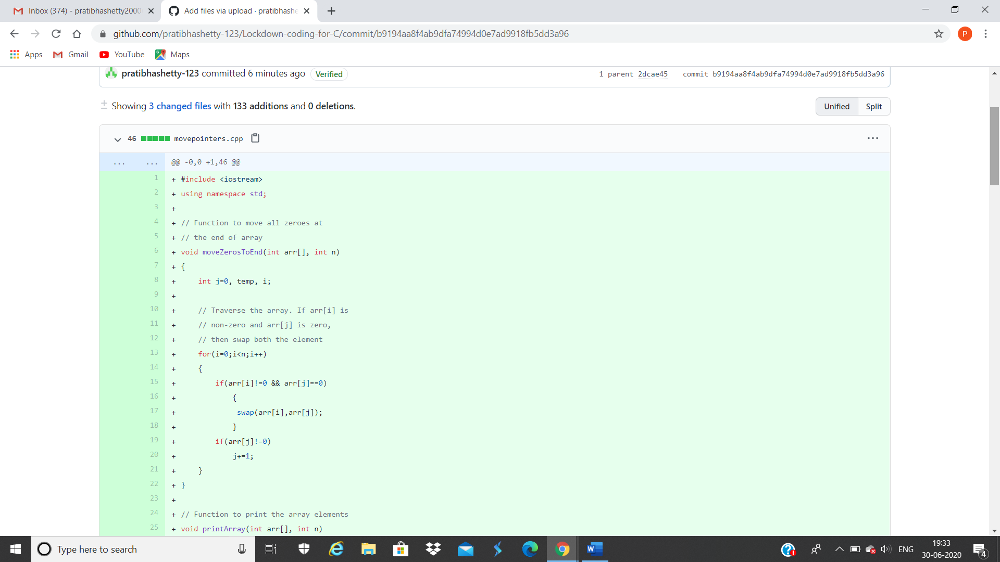 Inbox (374) - pratibhashetty2000
Add files via upload · pratibhashe
github.com/pratibhashetty-123/Lockdown-coding-for-C/commit/b9194aa8f4ab9dfa74994d0e7ad9918fb5dd3a96
P
Apps Gmail YouTube Maps
pratibhashetty-123 committed 6 minutes ago Verified 1 parent 2dcae45 commit b9194aa8f4ab9dfa74994d0e7ad9918fb5dd3a96
Showing 3 changed files with 133 additions and 0 deletions. Unified Split
46 movepointers.cpp ...
... ... @@ -0,0 +1,46 @@
1 + #include <iostream>
2 + using namespace std;
3 +
4 + // Function to move all zeroes at
5 + // the end of array
6 + void moveZerosToEnd(int arr[], int n)
7 + {
8 + int j=0, temp, i;
9 +
10 + // Traverse the array. If arr[i] is
11 + // non-zero and arr[j] is zero,
12 + // then swap both the element
13 + for(i=0;i<n;i++)
14 + {
15 + if(arr[i]!=0 && arr[j]==0)
16 + {
17 + swap(arr[i],arr[j]);
18 + }
19 + if(arr[j]!=0)
20 + j+=1;
21 + }
22 + }
23 +
24 + // Function to print the array elements
25 + void printArray(int arr[], int n)
Type here to search
W
ENG
19:33
30-06-2020
4